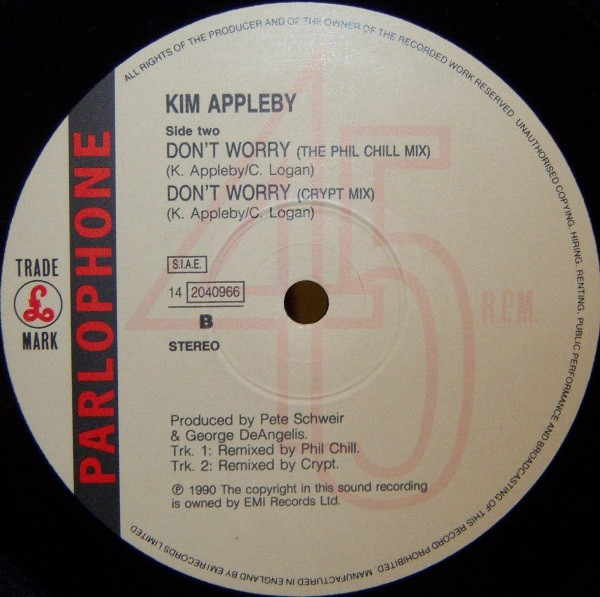 KIM APPLEBY
Side two
DON'T WORRY (THE PHIL CHILL MIX)
(K. Appleby/C. Logan)
DON'T WORRY (CRYPT MIX)
(K. Appleby/C. Logan)
S.I.A.E.
14 2040966
B
STEREO
45
R.P.M.
PARLOPHONE
TRADE
£
MARK
Produced by Pete Schweir
& George DeAngelis.
Trk. 1: Remixed by Phil Chill.
Trk. 2: Remixed by Crypt.
℗ 1990 The copyright in this sound recording
is owned by EMI Records Ltd.
ALL RIGHTS OF THE PRODUCER AND OF THE OWNER OF THE RECORDED WORK RESERVED. UNAUTHORISED COPYING, HIRING, RENTING, PUBLIC PERFORMANCE AND BROADCASTING OF THIS RECORD PROHIBITED. MANUFACTURED IN ENGLAND BY EMI RECORDS LIMITED